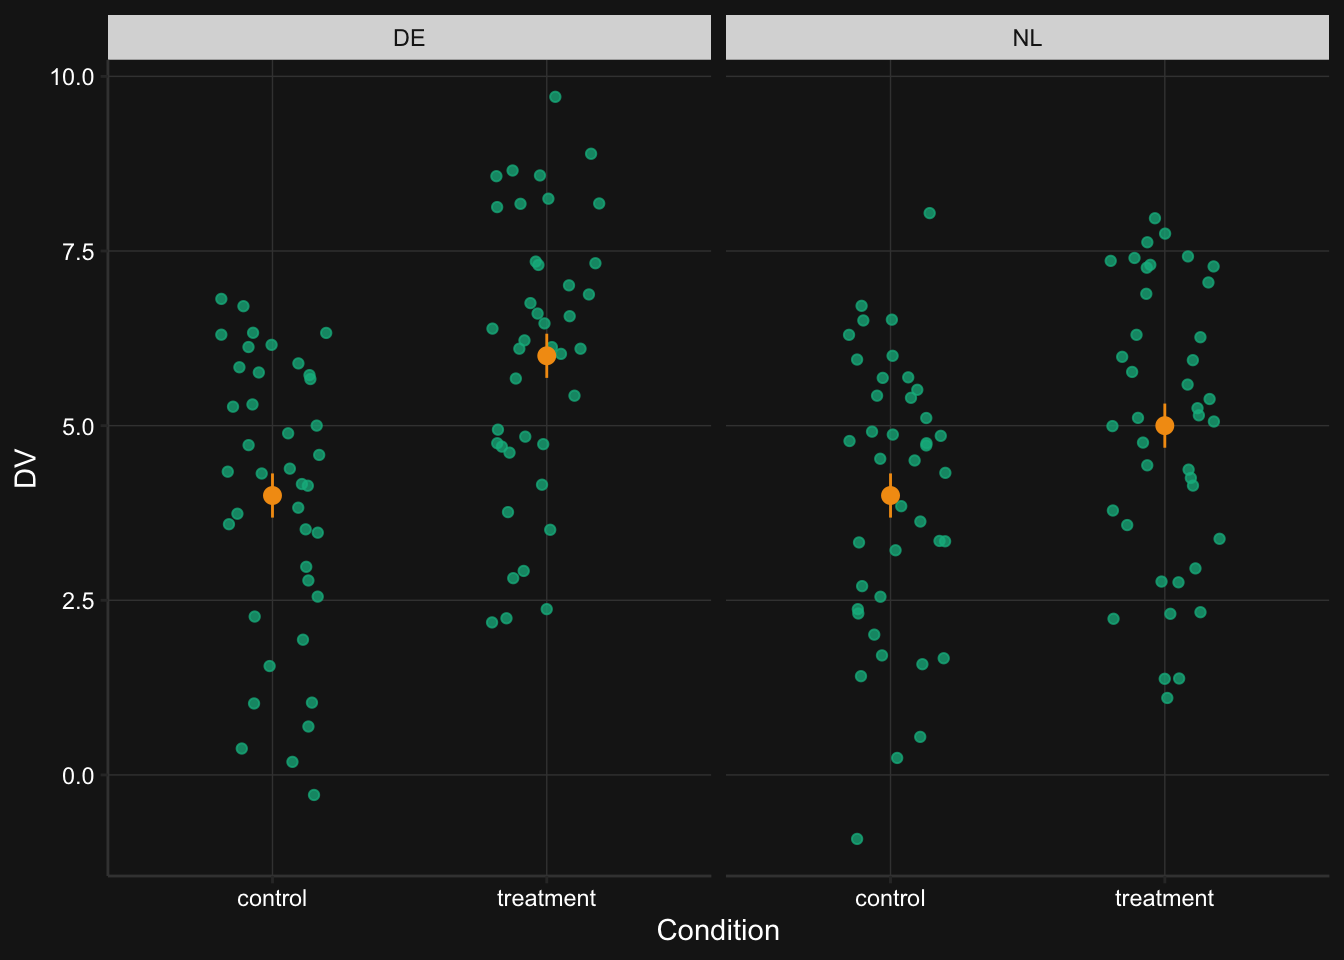 DE
NL
10.0
7.5
5.0
2.5
0.0
DV
control
treatment
control
treatment
Condition